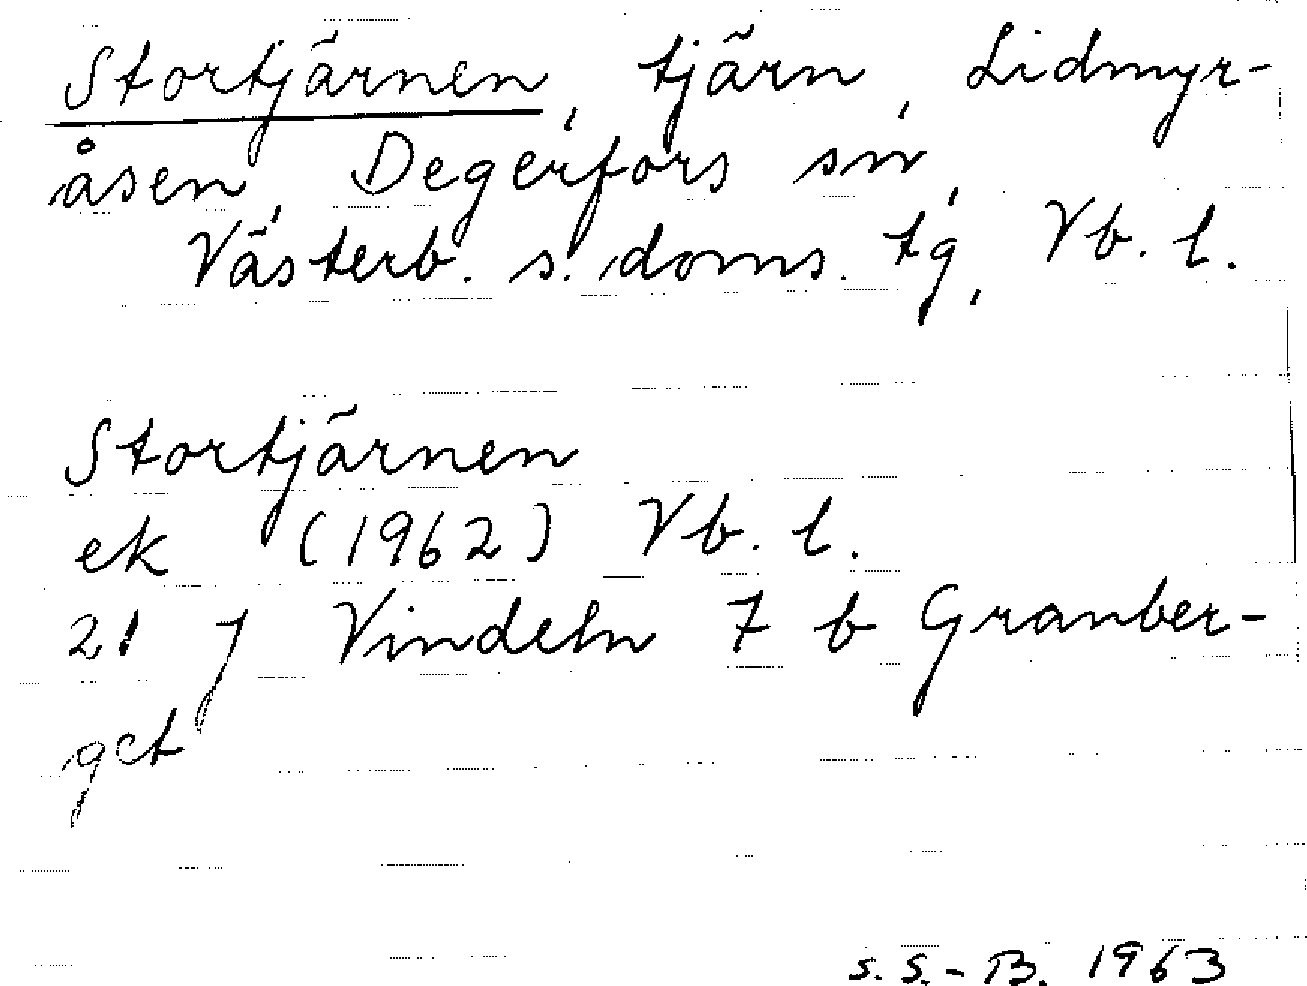 Stortjärnen, tjärn, Lidmyr-
åsen, Degerfors sn,
Västerb. s. doms. tg, Vb. l.
Stortjärnen
ek (1962) Vb. l.
21 J Vindeln 7 b Granber-
get
S. S.-B. 1963